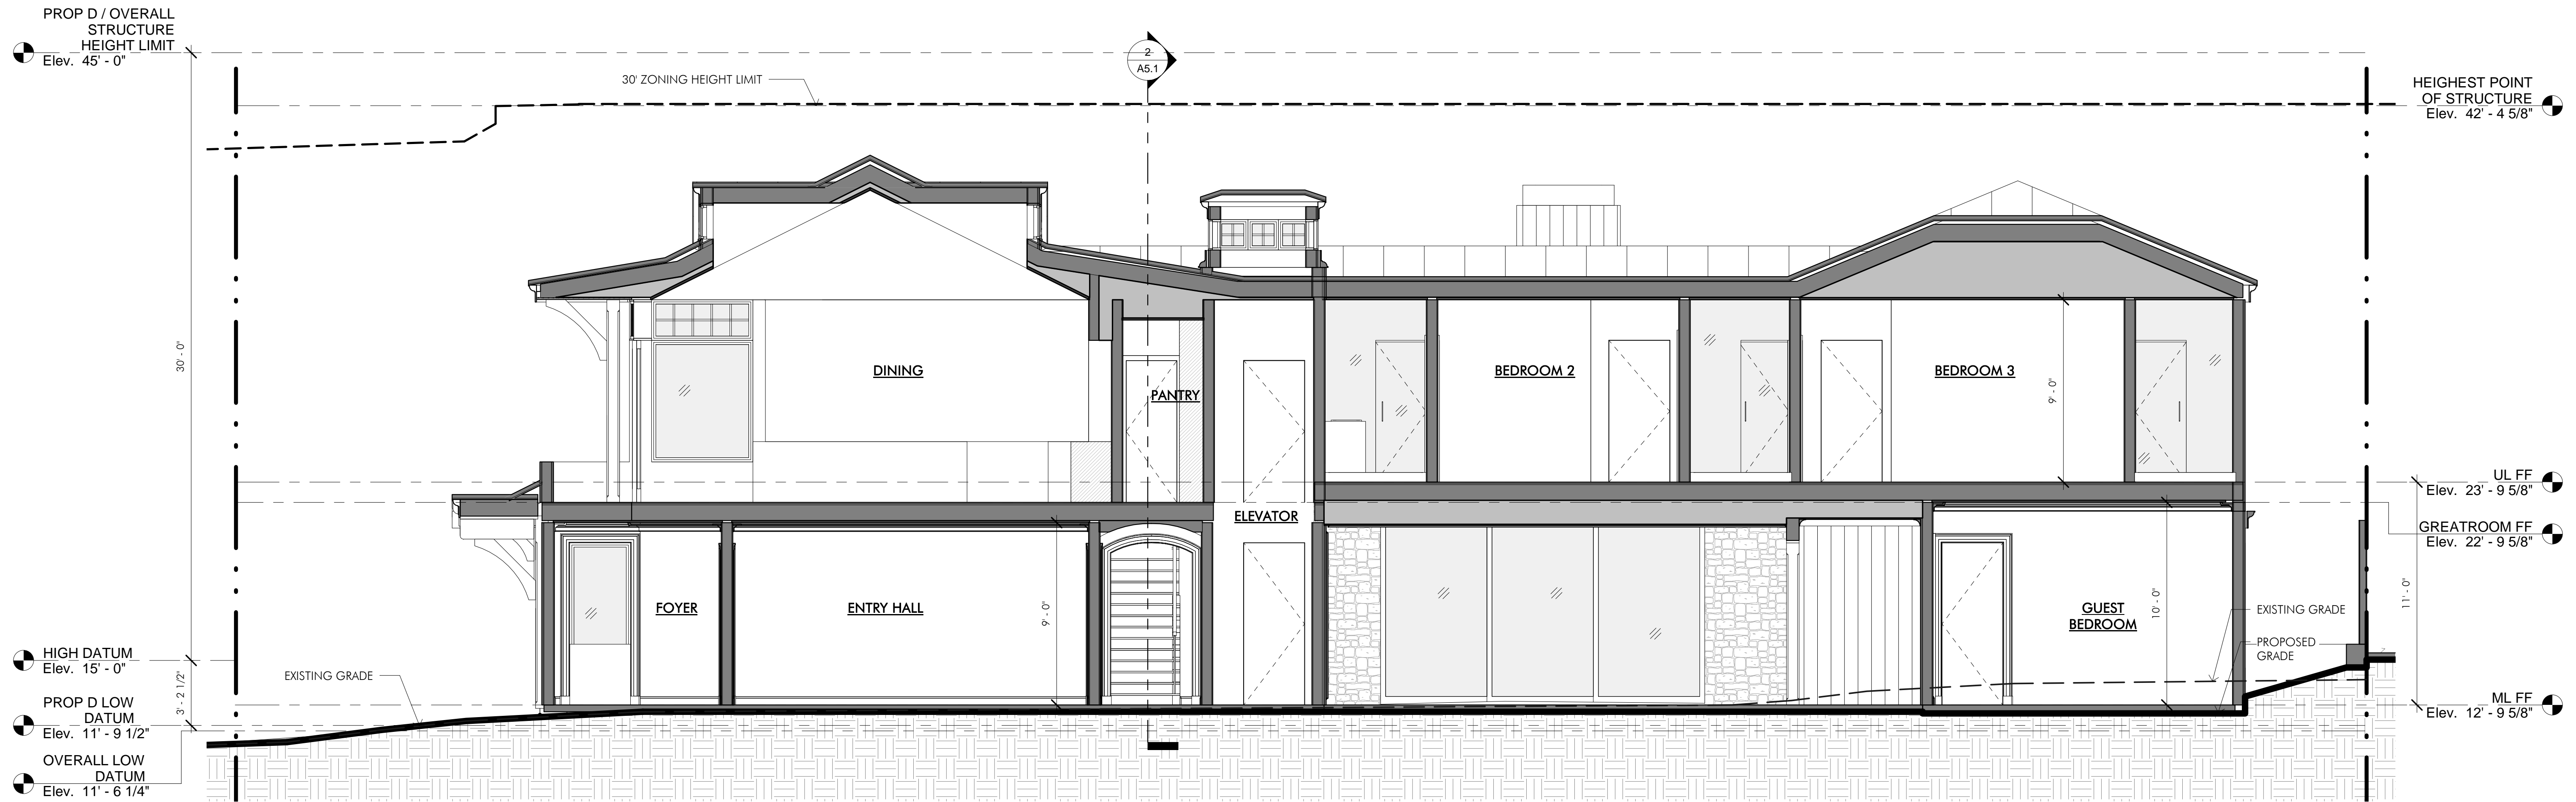 PROP D / OVERALL
STRUCTURE
HEIGHT LIMIT
Elev. 45' - 0"
2
A5.1
30' ZONING HEIGHT LIMIT
HEIGHEST POINT
OF STRUCTURE
Elev. 42' - 4 5/8"
30' - 0"
DINING
PANTRY
BEDROOM 2
BEDROOM 3
9' - 0"
UL FF
Elev. 23' - 9 5/8"
ELEVATOR
GREATROOM FF
Elev. 22' - 9 5/8"
FOYER
ENTRY HALL
9' - 0"
GUEST
BEDROOM
10' - 0"
EXISTING GRADE
11' - 0"
PROPOSED
GRADE
HIGH DATUM
Elev. 15' - 0"
EXISTING GRADE
3' - 2 1/2"
PROP D LOW
DATUM
Elev. 11' - 9 1/2"
ML FF
Elev. 12' - 9 5/8"
OVERALL LOW
DATUM
Elev. 11' - 6 1/4"